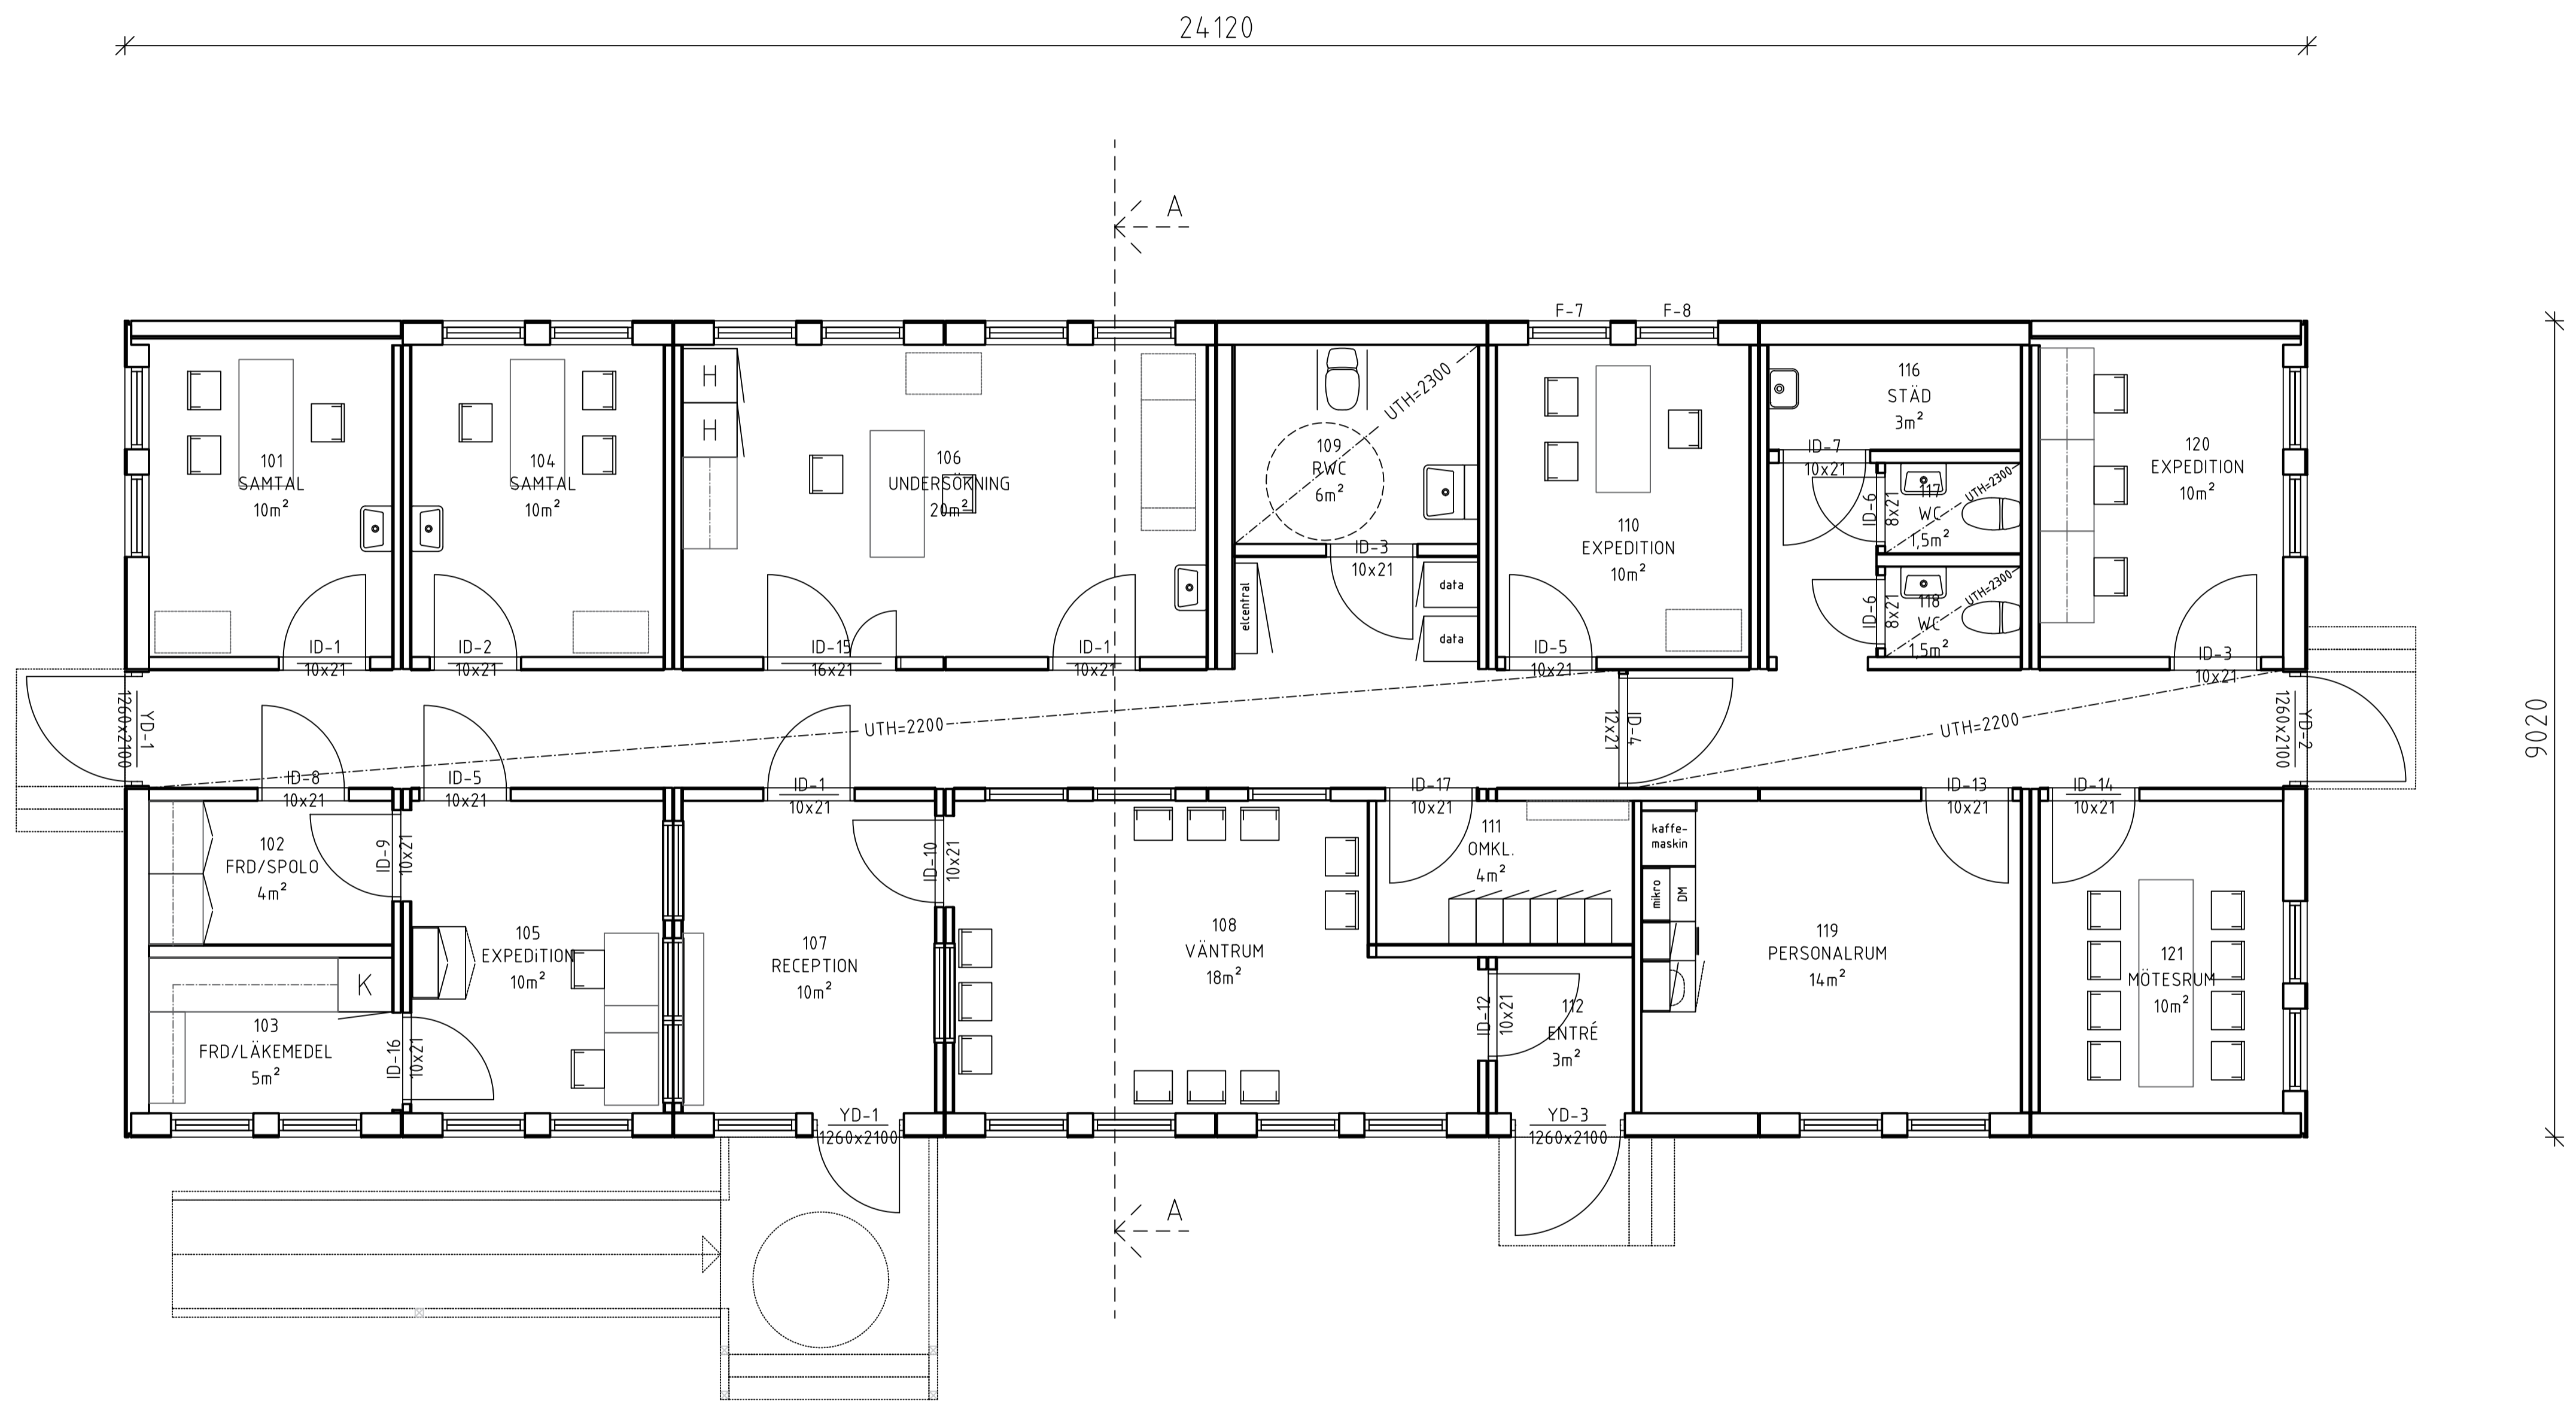 24120
A
F-7
F-8
H
H
101
SAMTAL
10m²
104
SAMTAL
10m²
106
UNDERSÖKNING
20m²
109
RWC
6m²
UTH=2300
110
EXPEDITION
10m²
116
STÄD
3m²
120
EXPEDITION
10m²
ID-7
10x21
ID-6
8x21
117
WC
1,5m²
UTH=2300
ID-6
8x21
118
WC
1,5m²
UTH=2300
ID-3
10x21
elcentral
data
data
ID-1
10x21
ID-2
10x21
ID-15
16x21
ID-1
10x21
ID-5
10x21
ID-3
10x21
YD-1
1260x2100
UTH=2200
ID-4
12x21
UTH=2200
YD-2
1260x2100
9020
ID-8
10x21
ID-5
10x21
ID-1
10x21
ID-17
10x21
ID-13
10x21
ID-14
10x21
102
FRD/SPOLO
4m²
ID-9
10x21
ID-10
10x21
111
OMKL.
4m²
kaffe-
maskin
mikro
DM
105
EXPEDiTION
10m²
107
RECEPTION
10m²
108
VÄNTRUM
18m²
119
PERSONALRUM
14m²
121
MÖTESRUM
10m²
K
103
FRD/LÄKEMEDEL
5m²
ID-16
10x21
ID-12
10x21
112
ENTRÉ
3m²
YD-1
1260x2100
YD-3
1260x2100
A